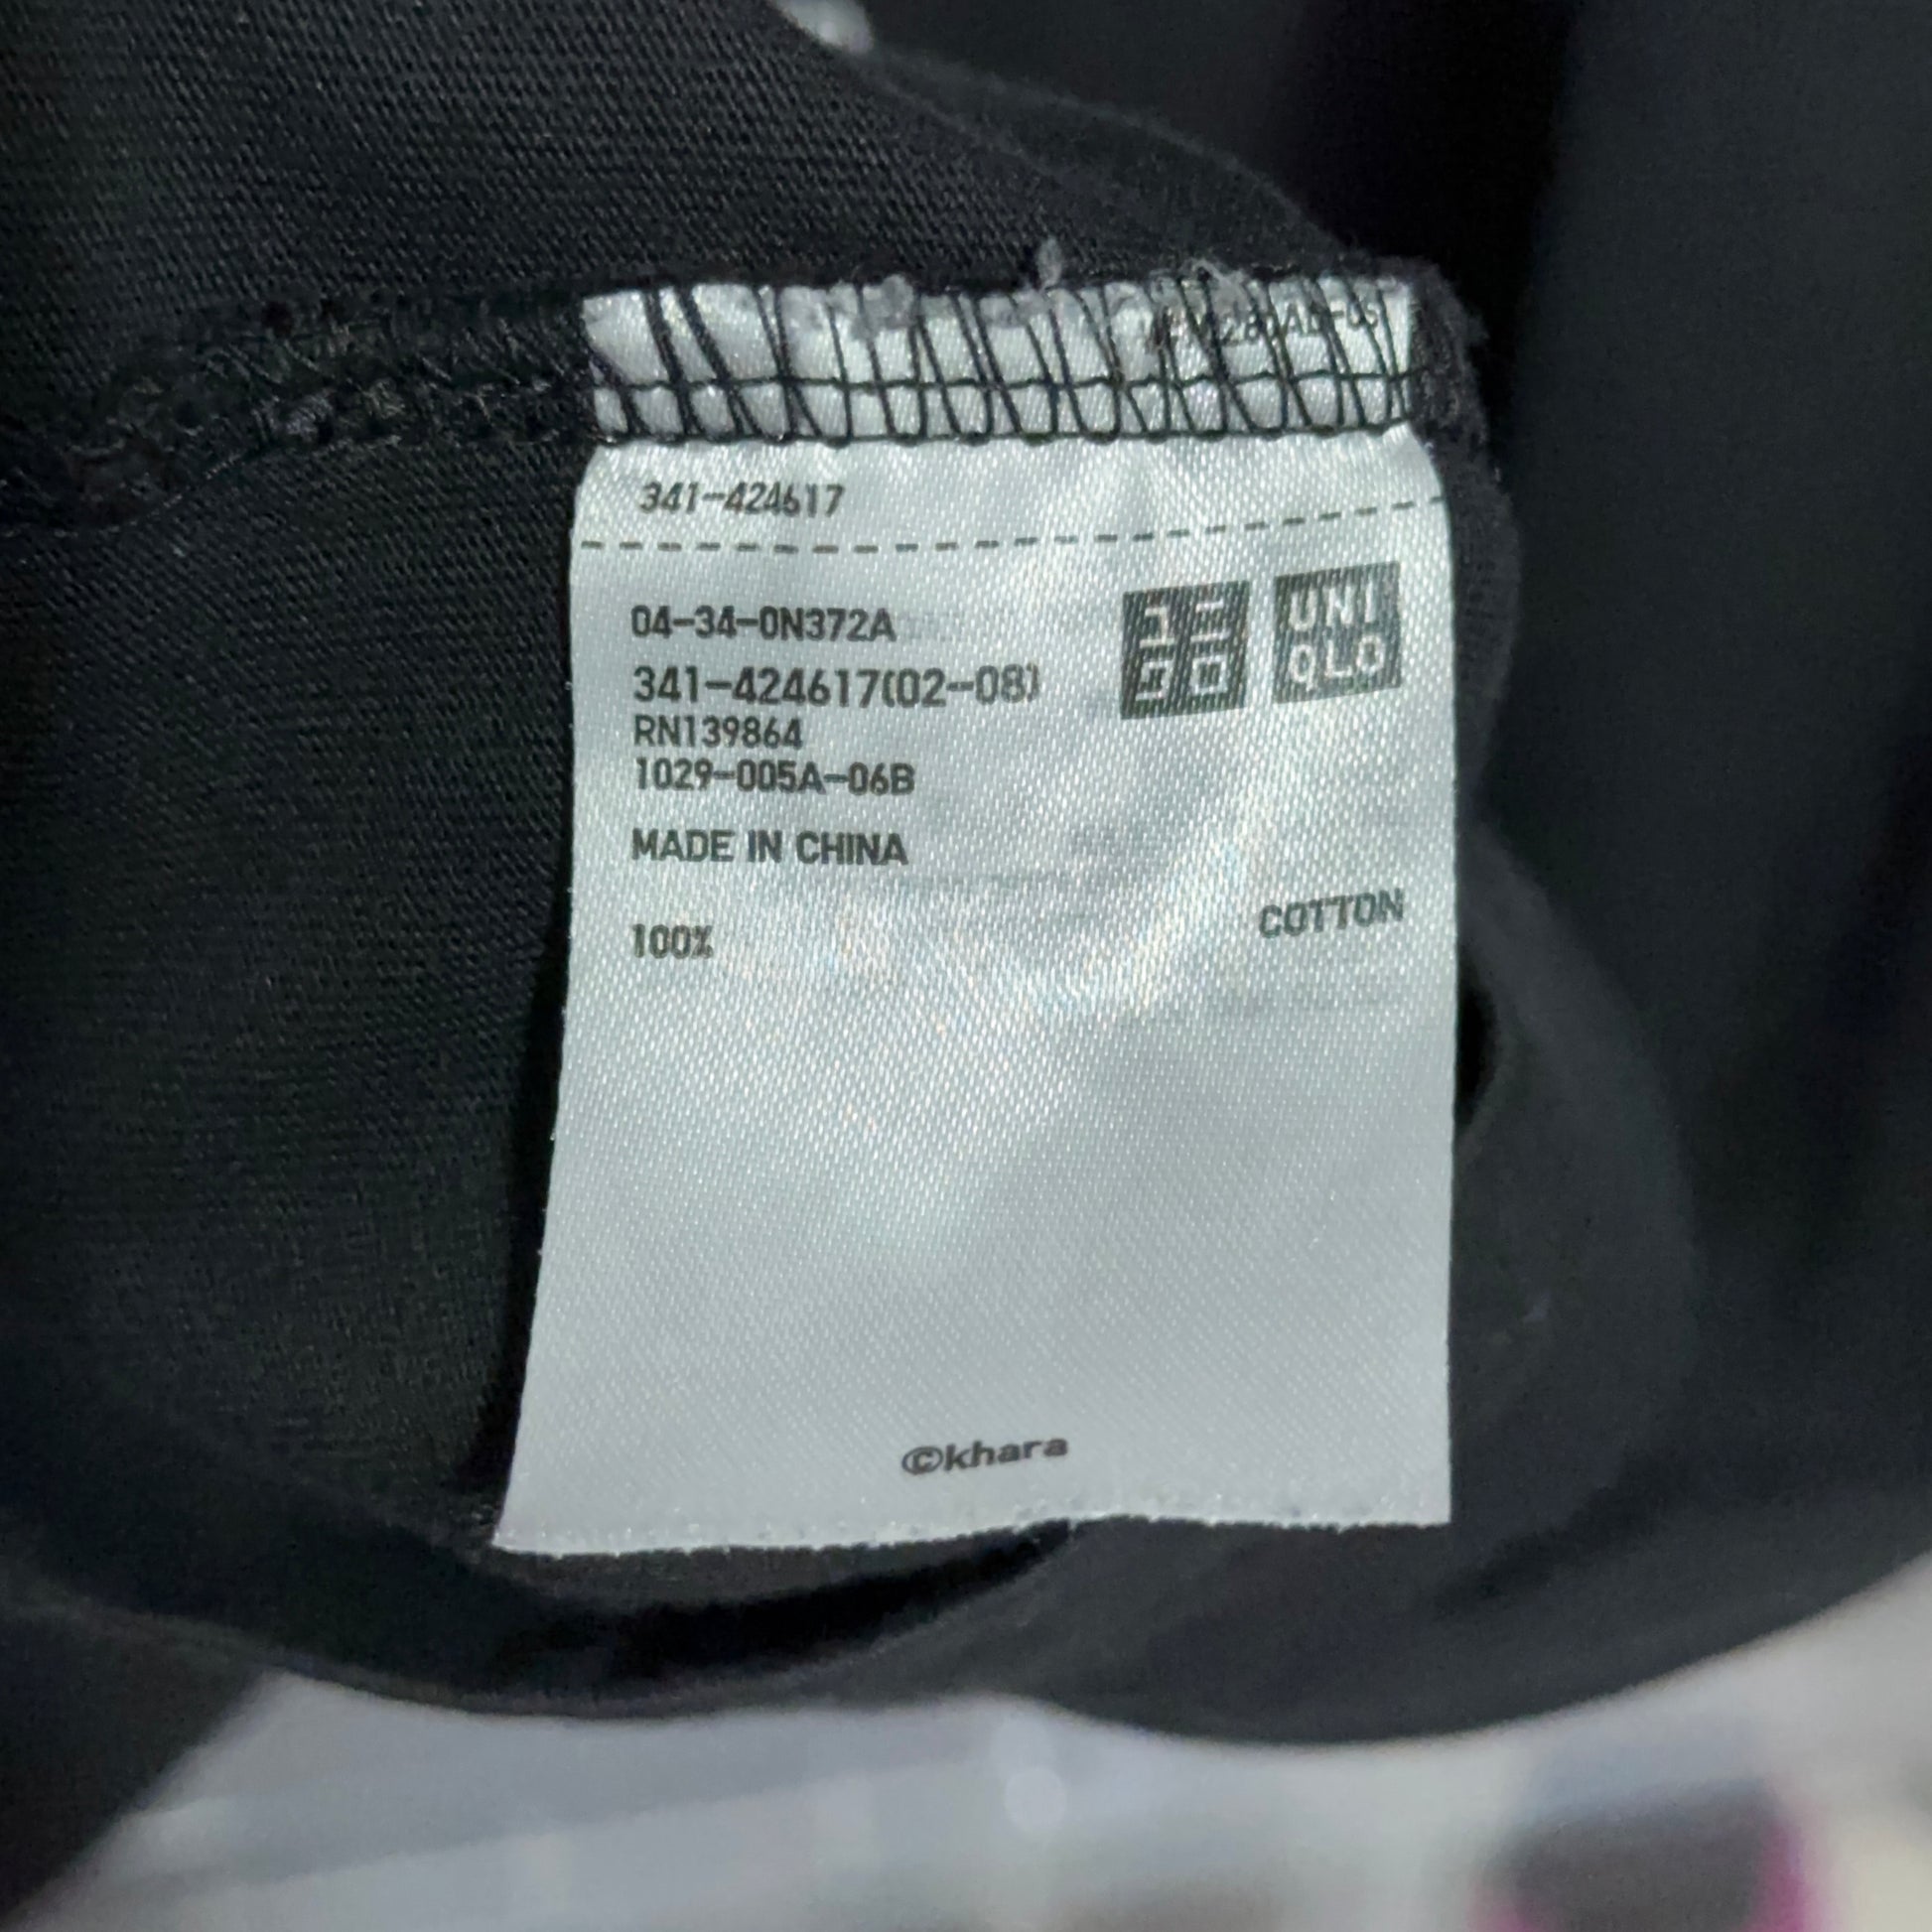 341-424617
04-34-0N372A
ユニ
クロ
UNI
QLO
341-424617(02-08)
RN139864
1029-005A-06B
MADE IN CHINA
100% COTTON
©khara